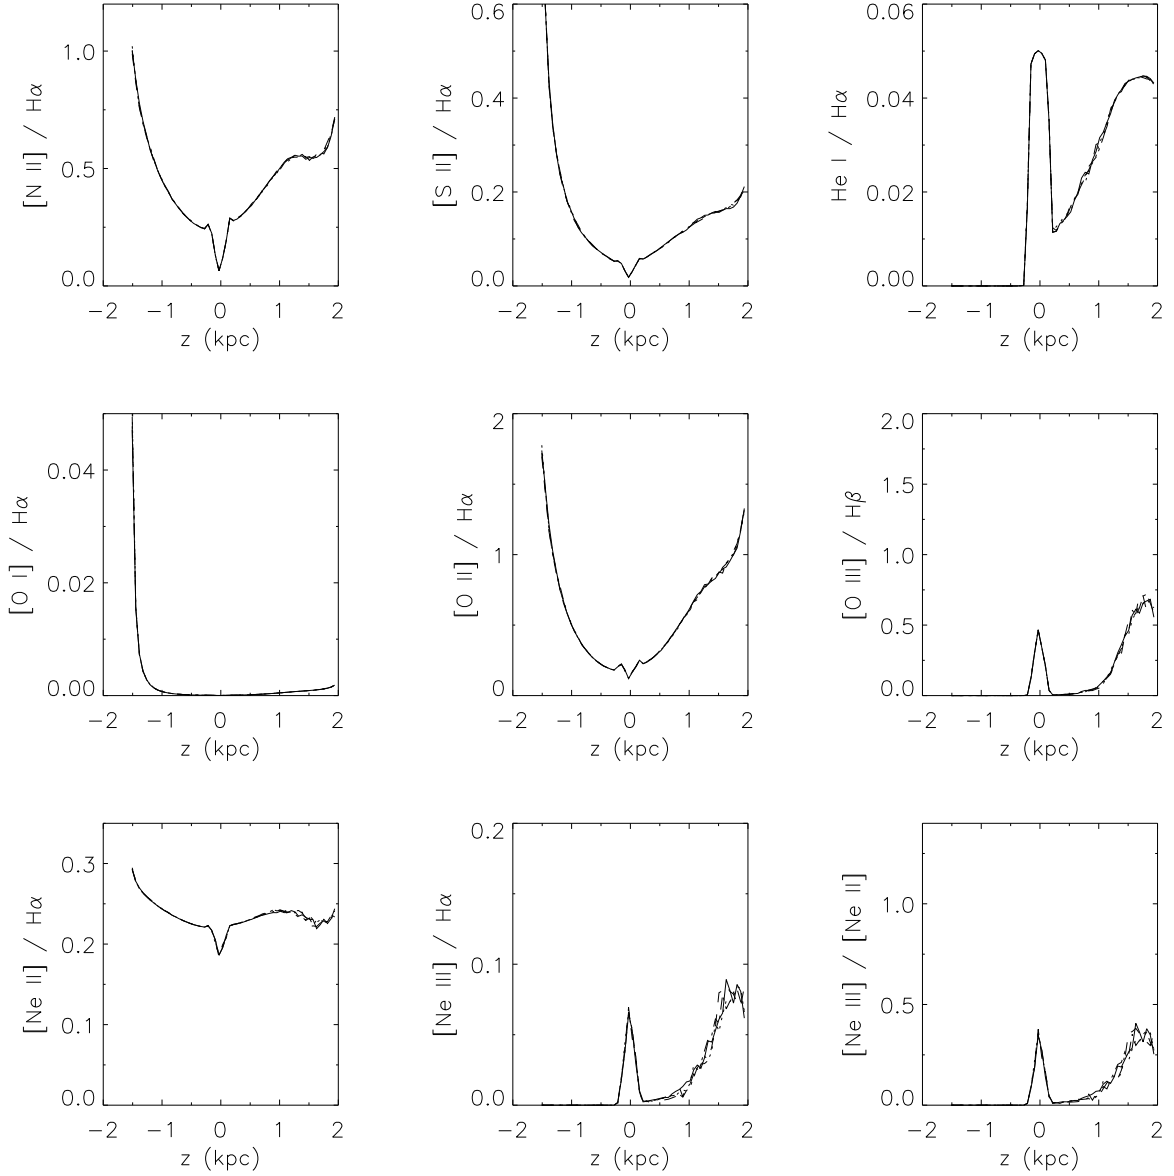 [N II] / Hα
1.0
0.5
0.0
−2 −1 0 1 2
z (kpc)
[S II] / Hα
0.6
0.4
0.2
0.0
−2 −1 0 1 2
z (kpc)
He I / Hα
0.06
0.04
0.02
0.00
−2 −1 0 1 2
z (kpc)
[O I] / Hα
0.04
0.02
0.00
−2 −1 0 1 2
z (kpc)
[O II] / Hα
2
1
0
−2 −1 0 1 2
z (kpc)
[O III] / Hβ
2.0
1.5
1.0
0.5
0.0
−2 −1 0 1 2
z (kpc)
[Ne II] / Hα
0.3
0.2
0.1
0.0
−2 −1 0 1 2
z (kpc)
[Ne III] / Hα
0.2
0.1
0.0
−2 −1 0 1 2
z (kpc)
[Ne III] / [Ne II]
1.0
0.5
0.0
−2 −1 0 1 2
z (kpc)